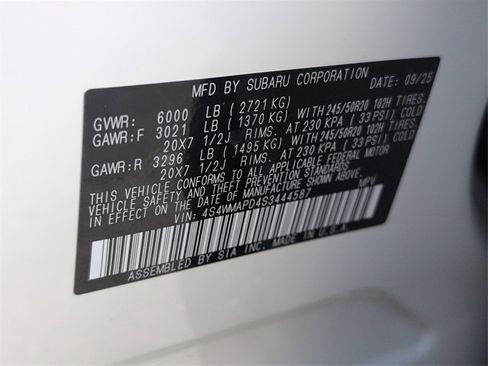 MFD BY SUBARU CORPORATION DATE: 09/25
GVWR: 6000 LB (2721 KG)
GAWR:F 3021 LB (1370 KG) WITH 245/50R20 102H TIRES,
20X7 1/2J RIMS. AT 230 KPA (33 PSI) COLD
GAWR:R 3296 LB (1495 KG) WITH 245/50R20 102H TIRES,
20X7 1/2J RIMS. AT 230 KPA (33 PSI) COLD
THIS VEHICLE CONFORMS TO ALL APPLICABLE FEDERAL MOTOR
VEHICLE SAFETY AND THEFT PREVENTION STANDARDS
IN EFFECT ON THE DATE OF MANUFACTURE SHOWN ABOVE.
VIN: 4S4WMAPD4S3444587 MPV
ASSEMBLED BY SIA INC. MADE IN U.S.A.